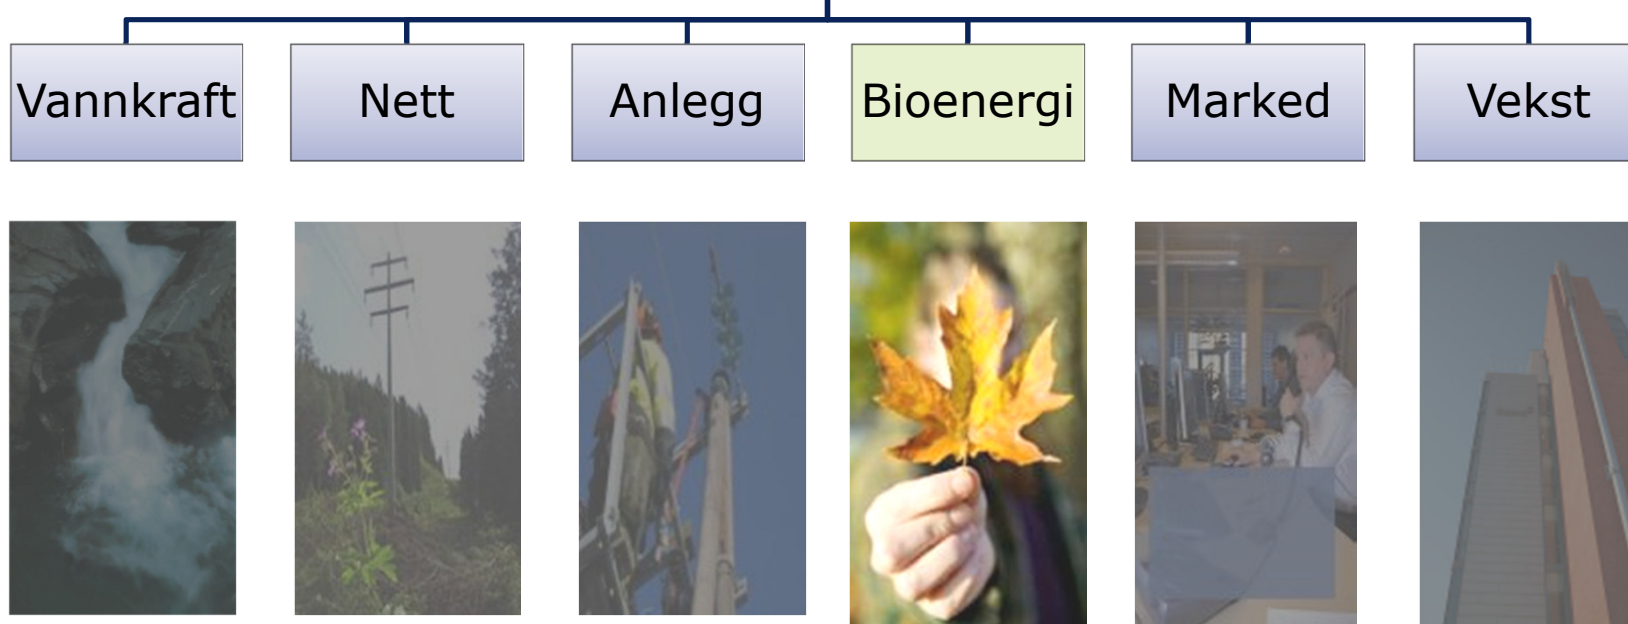 Vannkraft
Nett
Anlegg
Bioenergi
Marked
Vekst